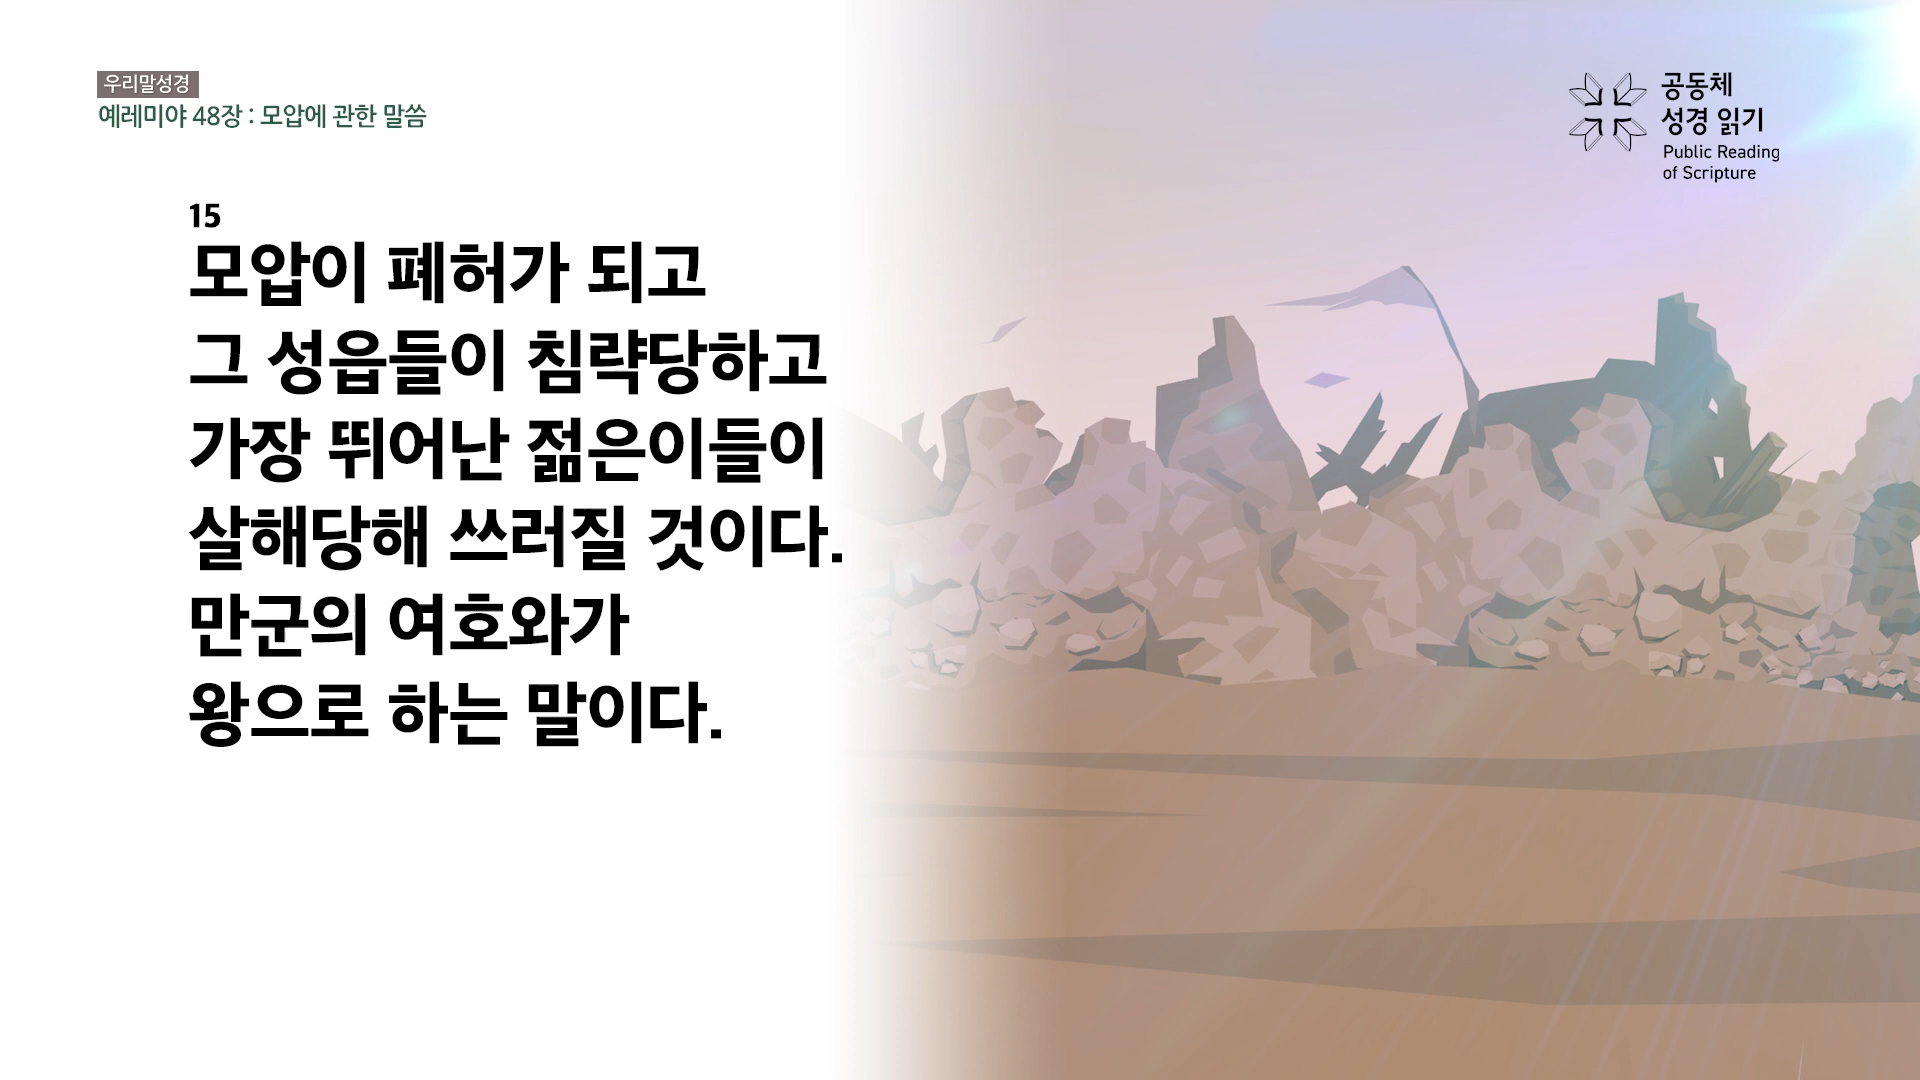 우리말성경
예레미야 48장 : 모압에 관한 말씀
공동체
성경 읽기
Public Reading
of Scripture
15
모압이 폐허가 되고
그 성읍들이 침략당하고
가장 뛰어난 젊은이들이
살해당해 쓰러질 것이다.
만군의 여호와가
왕으로 하는 말이다.